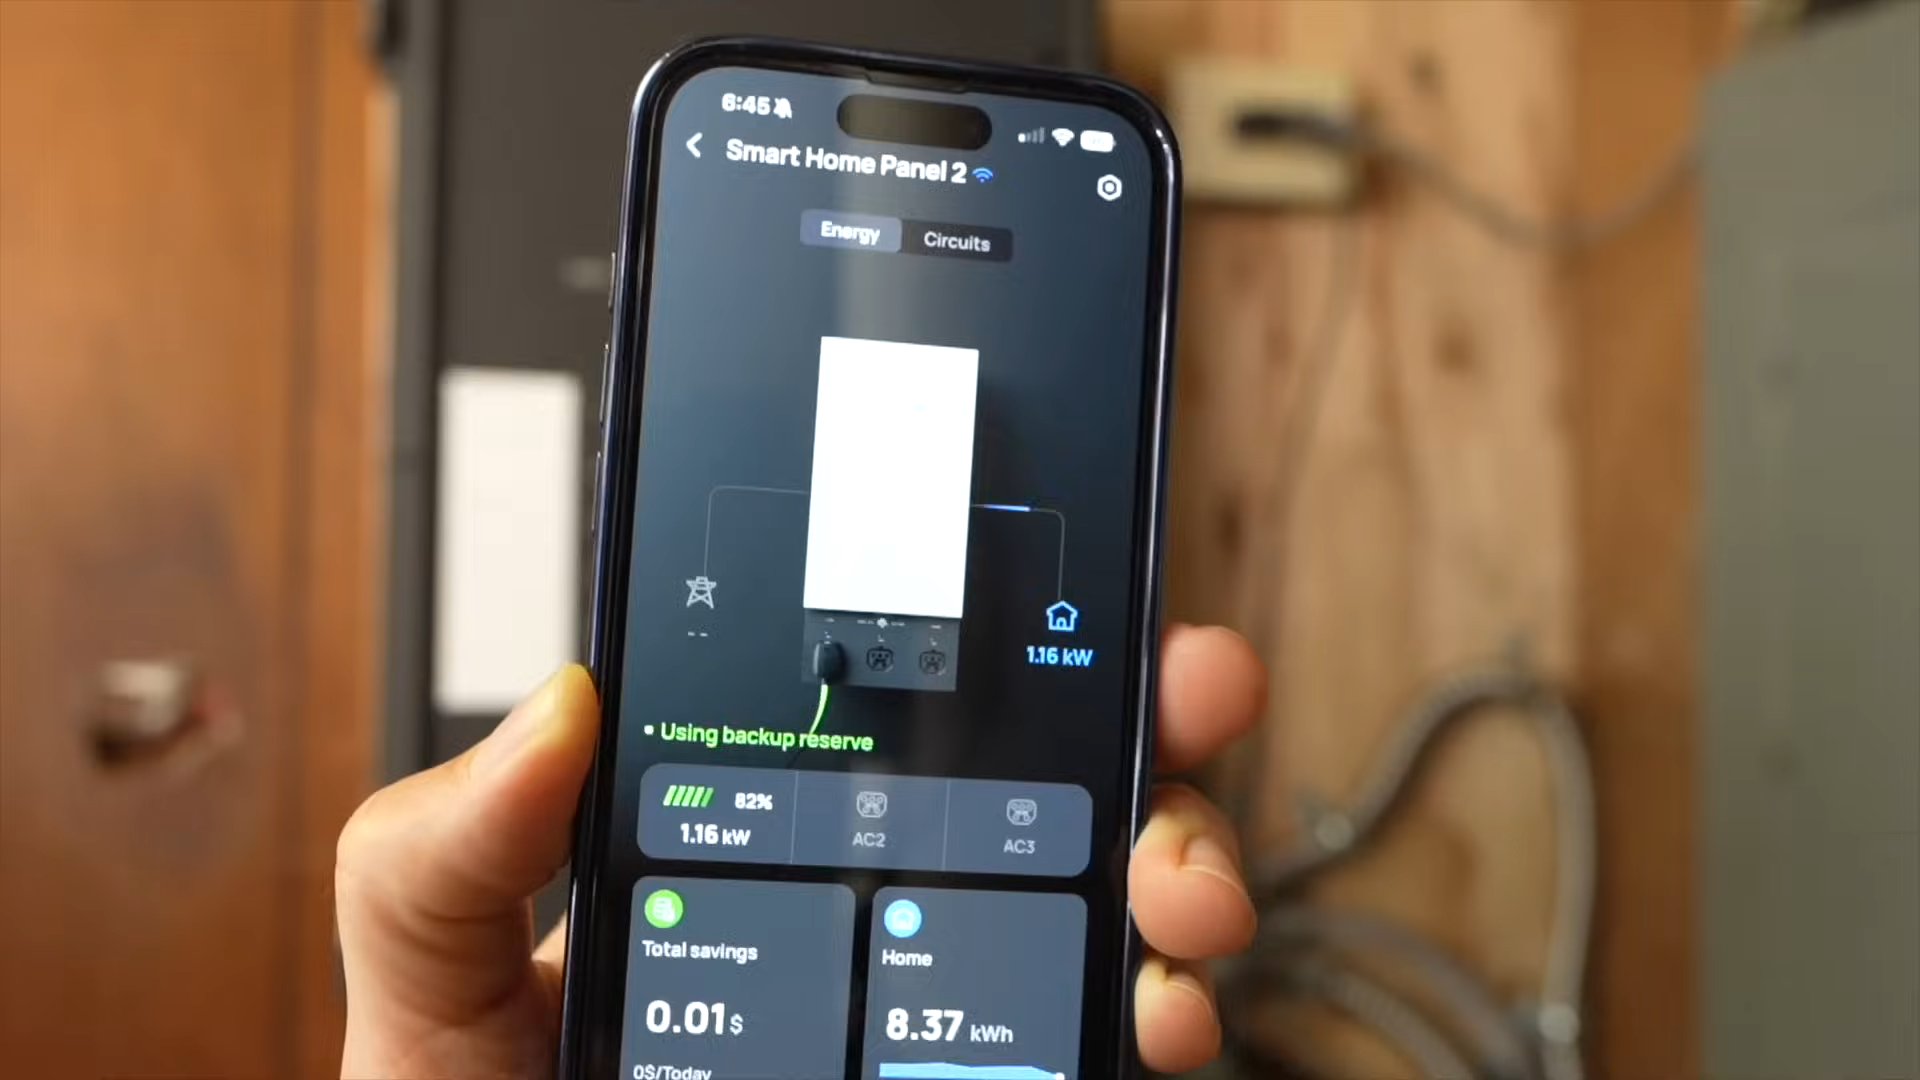 6:45
Smart Home Panel 2
Energy
Circuits
- -
1.16 kW
Using backup reserve
82%
1.16 kW
AC2
AC3
Total savings
Home
0.01 $
8.37 kWh
0$/Today